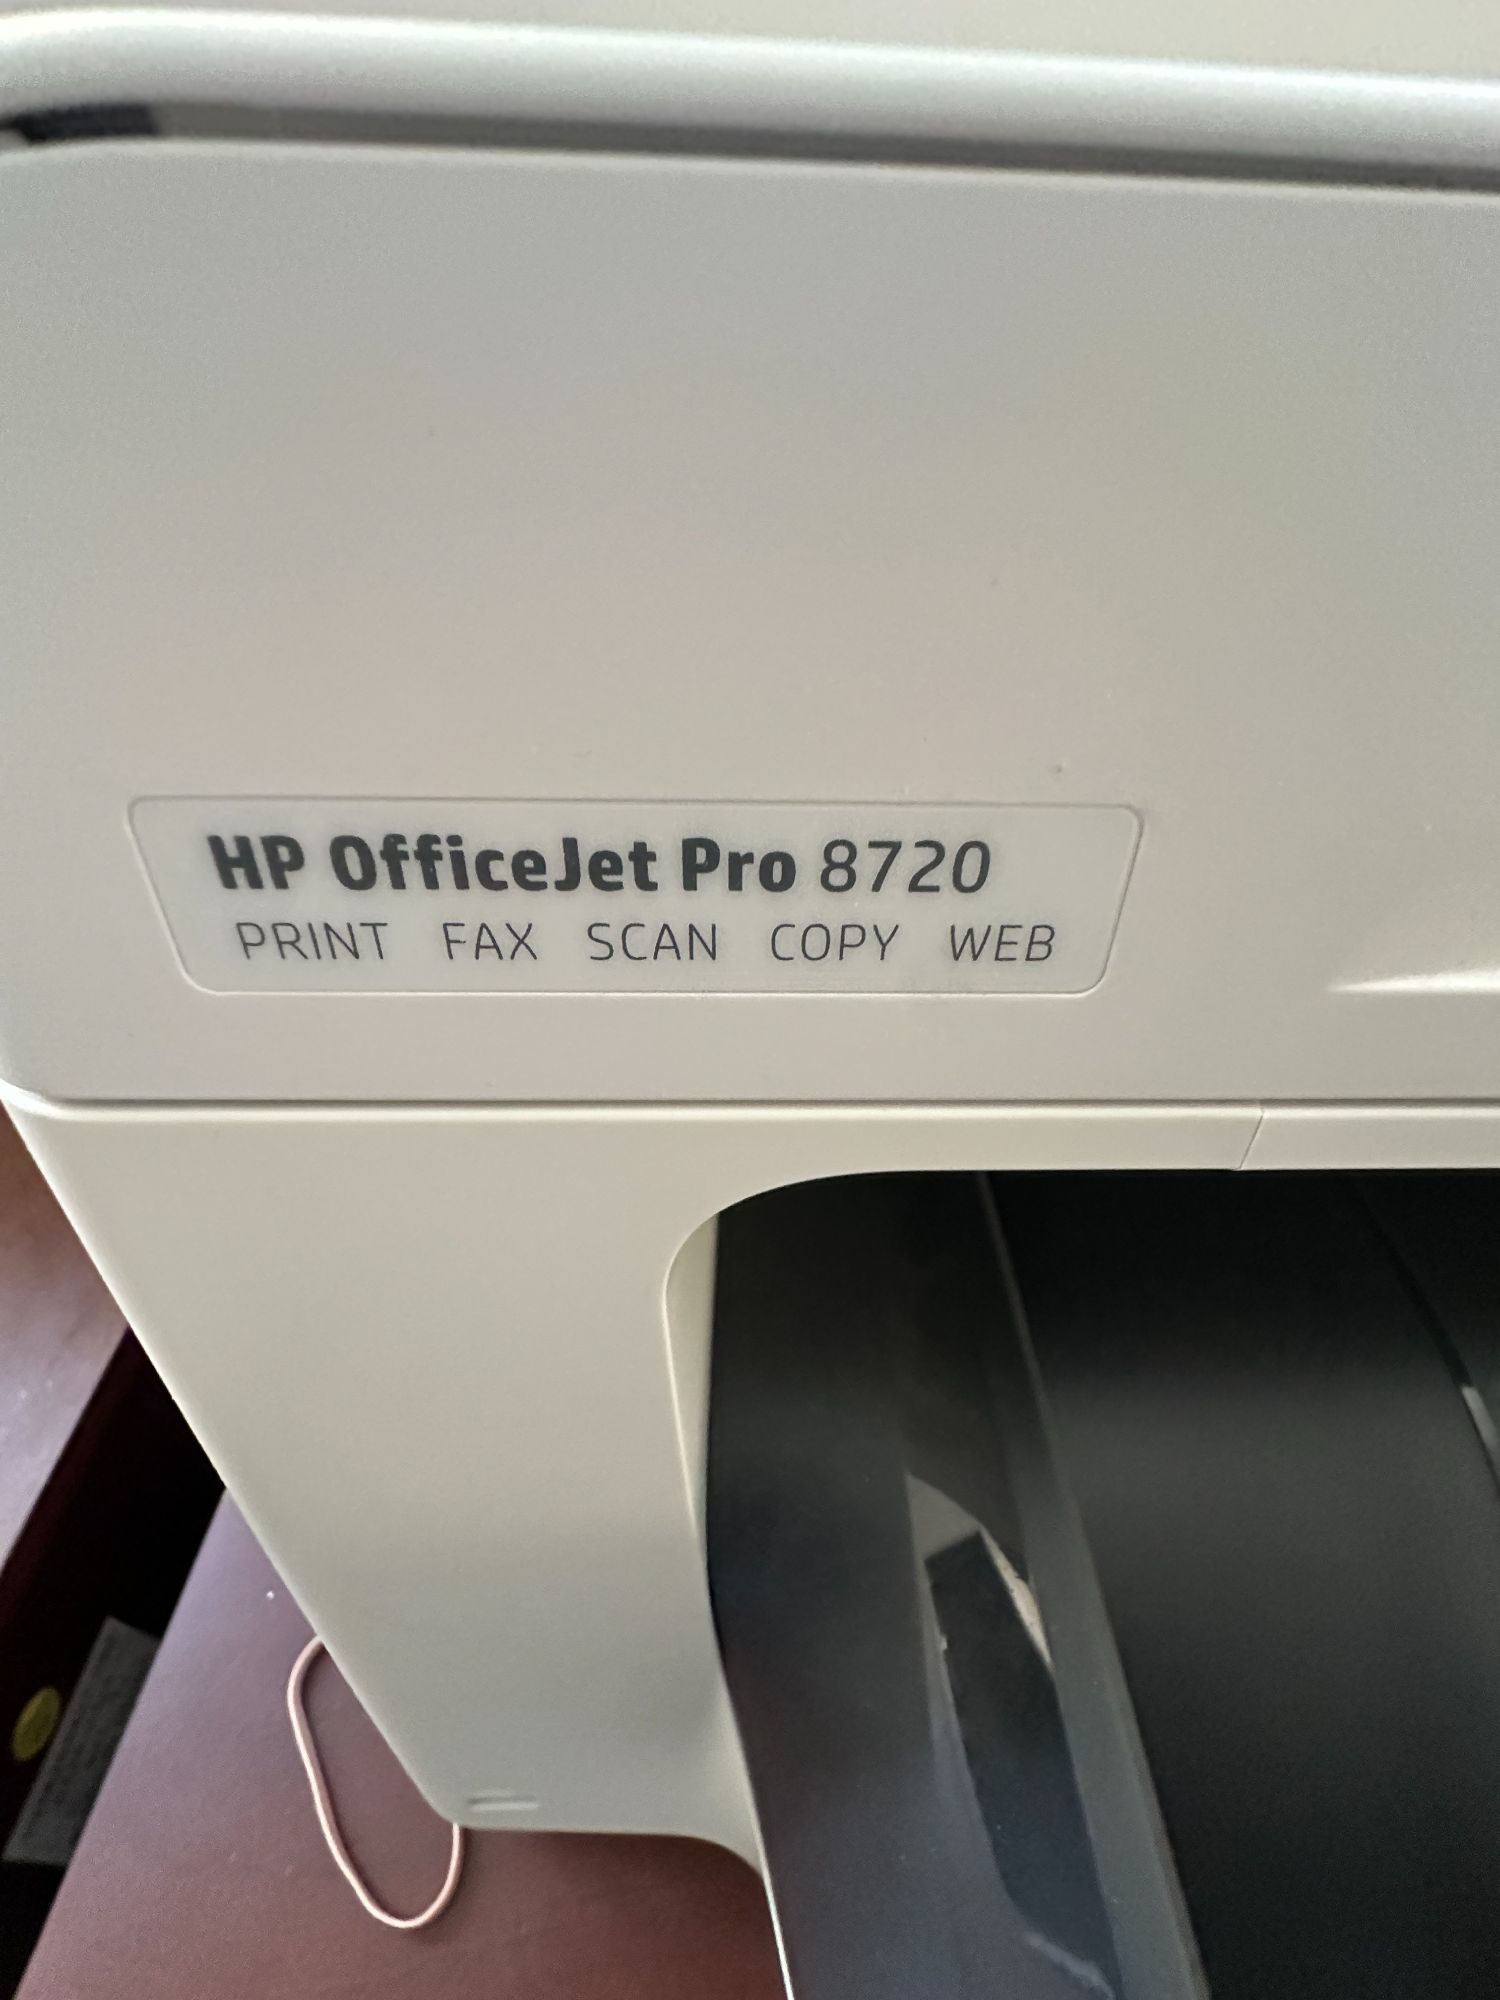 HP OfficeJet Pro 8720
PRINT FAX SCAN COPY WEB